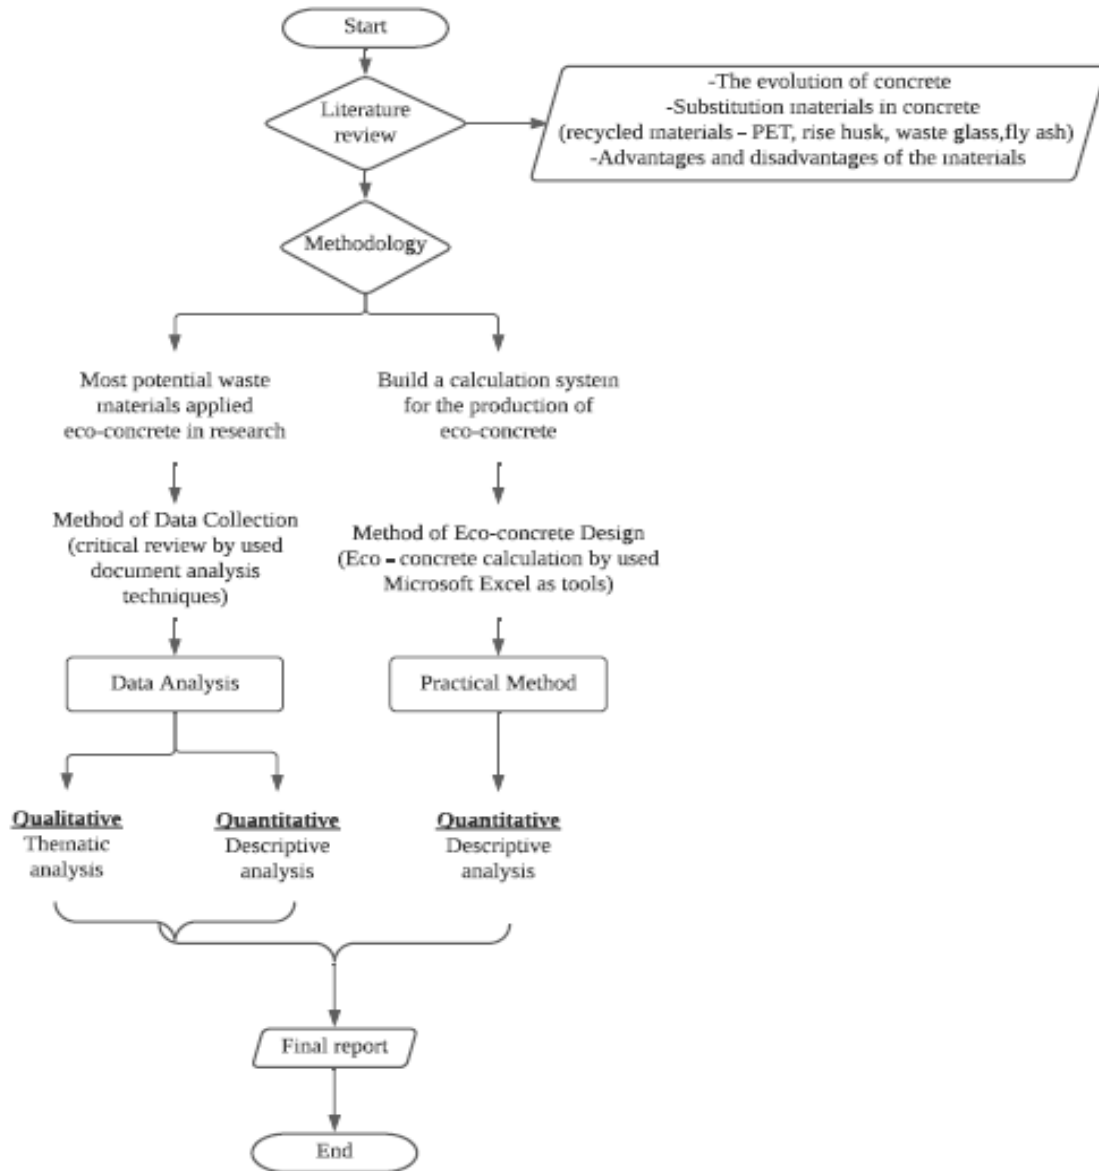 Start
Literature
review
-The evolution of concrete
-Substitution materials in concrete
(recycled materials – PET, rise husk, waste glass,fly ash)
-Advantages and disadvantages of the materials
Methodology
Most potential waste
materials applied
eco-concrete in research
Build a calculation system
for the production of
eco-concrete
Method of Data Collection
(critical review by used
document analysis
techniques)
Method of Eco-concrete Design
(Eco – concrete calculation by used
Microsoft Excel as tools)
Data Analysis
Practical Method
Qualitative
Thematic
analysis
Quantitative
Descriptive
analysis
Quantitative
Descriptive
analysis
Final report
End